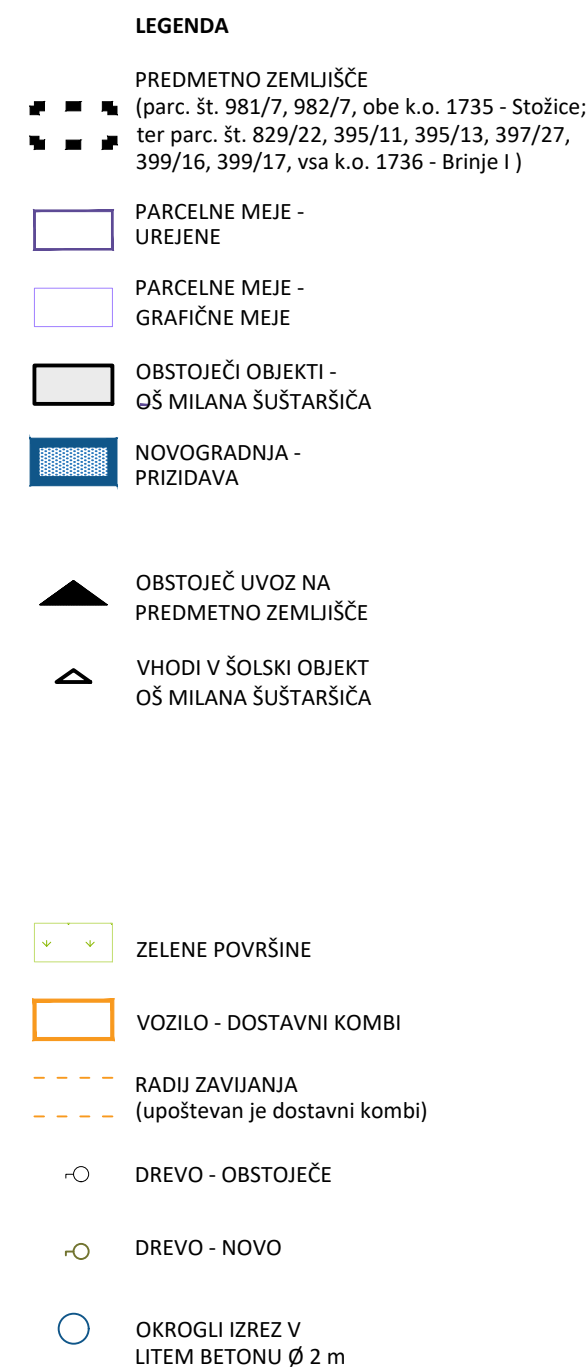 LEGENDA
PREDMETNO ZEMLJIŠČE
(parc. št. 981/7, 982/7, obe k.o. 1735 - Stožice;
ter parc. št. 829/22, 395/11, 395/13, 397/27,
399/16, 399/17, vsa k.o. 1736 - Brinje I )
PARCELNE MEJE -
UREJENE
PARCELNE MEJE -
GRAFIČNE MEJE
OBSTOJEČI OBJEKTI -
OŠ MILANA ŠUŠTARŠIČA
NOVOGRADNJA -
PRIZIDAVA
OBSTOJEČ UVOZ NA
PREDMETNO ZEMLJIŠČE
VHODI V ŠOLSKI OBJEKT
OŠ MILANA ŠUŠTARŠIČA
ZELENE POVRŠINE
VOZILO - DOSTAVNI KOMBI
RADIJ ZAVIJANJA
(upoštevan je dostavni kombi)
DREVO - OBSTOJEČE
DREVO - NOVO
OKROGLI IZREZ V
LITEM BETONU Ø 2 m